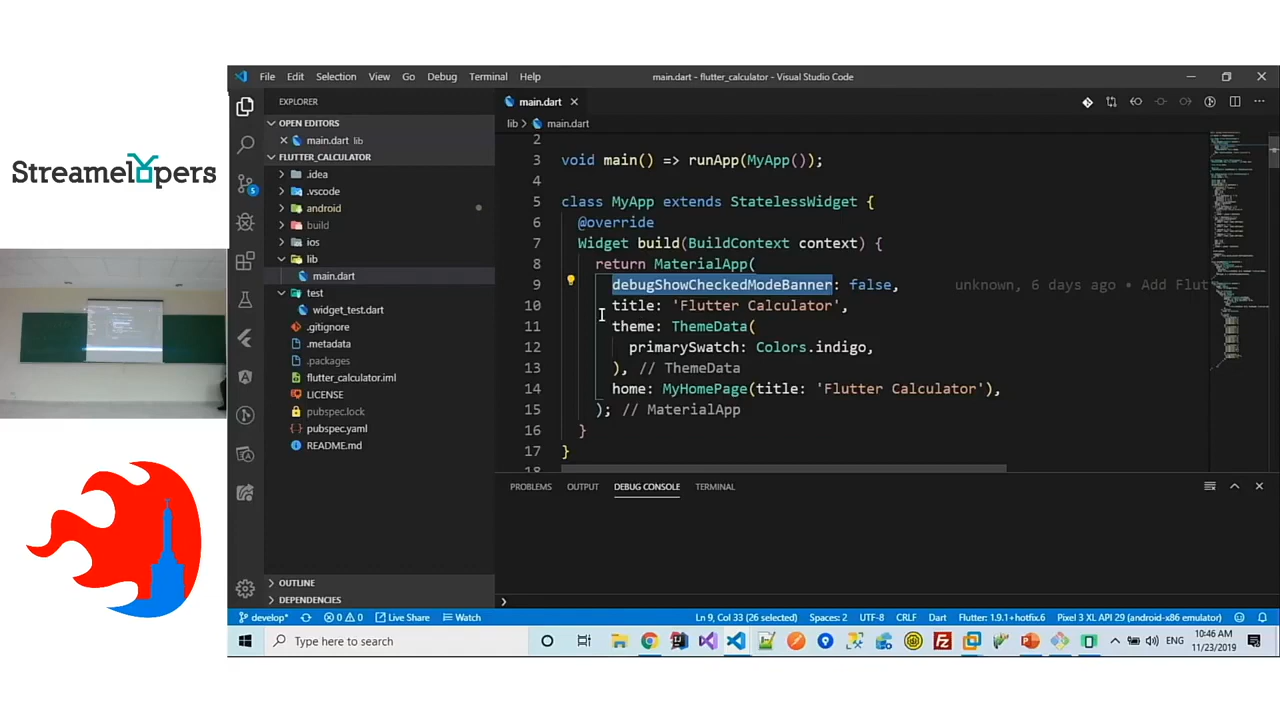 Streamelopers
File Edit Selection View Go Debug Terminal Help
main.dart - flutter_calculator - Visual Studio Code
EXPLORER
OPEN EDITORS
main.dart lib
FLUTTER_CALCULATOR
.idea
.vscode
android
build
ios
lib
main.dart
test
widget_test.dart
.gitignore
.metadata
.packages
flutter_calculator.iml
LICENSE
pubspec.lock
pubspec.yaml
README.md
OUTLINE
DEPENDENCIES
main.dart
lib > main.dart
2
3 void main() => runApp(MyApp());
4
5 class MyApp extends StatelessWidget {
6 @override
7 Widget build(BuildContext context) {
8 return MaterialApp(
9 debugShowCheckedModeBanner: false, unknown, 6 days ago • Add Flut
10 title: 'Flutter Calculator',
11 theme: ThemeData(
12 primarySwatch: Colors.indigo,
13 ), // ThemeData
14 home: MyHomePage(title: 'Flutter Calculator'),
15 ); // MaterialApp
16 }
17 }
18
PROBLEMS OUTPUT DEBUG CONSOLE TERMINAL
>
develop* 0 0 Live Share Watch Ln 9, Col 33 (26 selected) Spaces: 2 UTF-8 CRLF Dart Flutter: 1.9.1+hotfix.6 Pixel 3 XL API 29 (android-x86 emulator)
Type here to search ENG 10:46 AM
11/23/2019